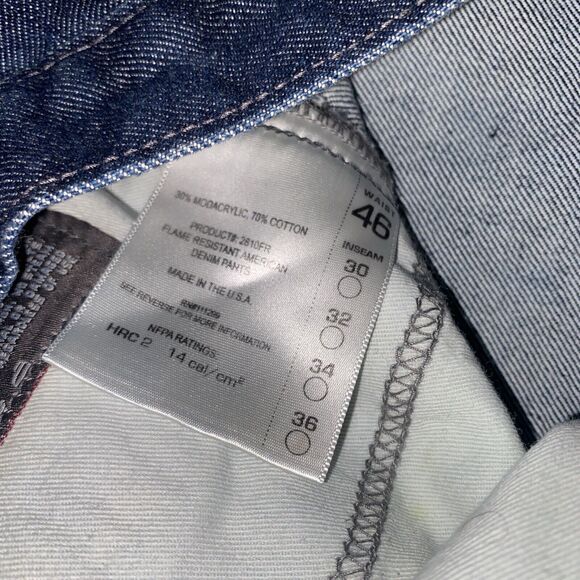 30% MODACRYLIC, 70% COTTON
PRODUCT#: 2610FR
FLAME RESISTANT AMERICAN
DENIM PANTS
MADE IN THE U.S.A.
SEE REVERSE FOR MORE INFORMATION
NFPA RATINGS:
HRC 2 14 cal/cm²
WAIST
46
INSEAM
30
32
34
36